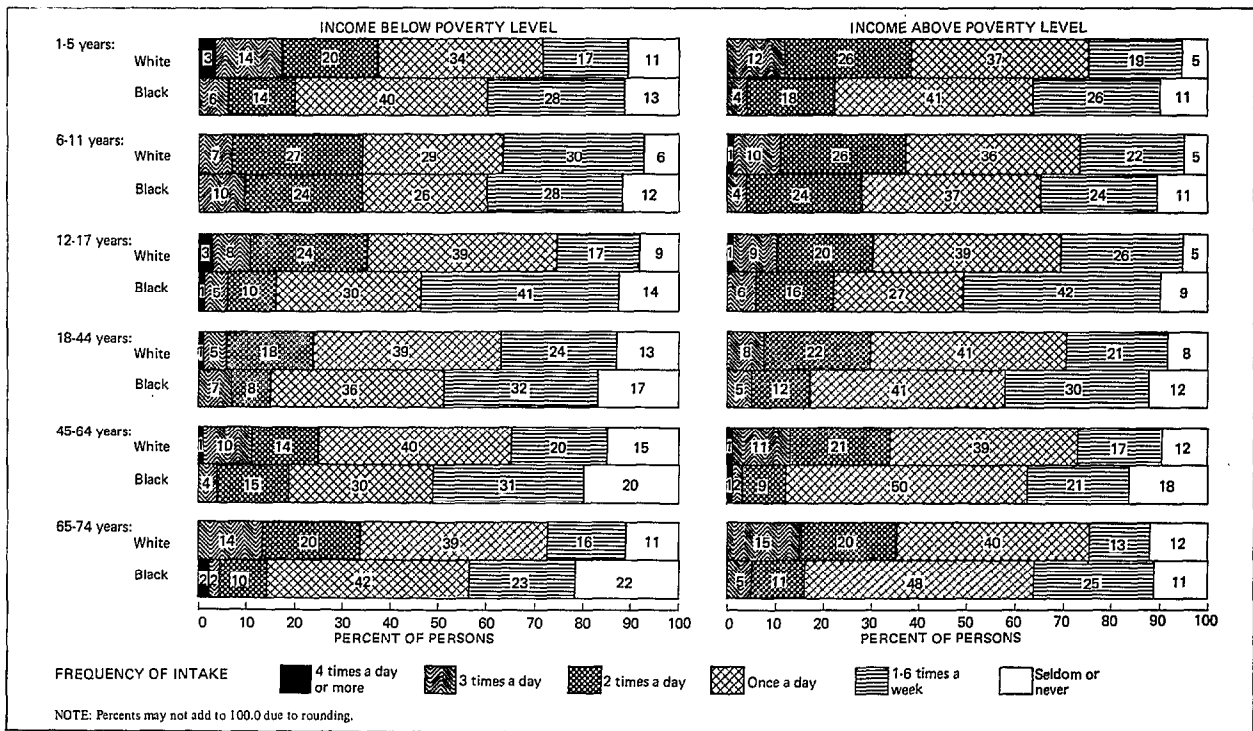 INCOME BELOW POVERTY LEVEL INCOME ABOVE POVERTY LEVEL
1-5 years:
White 3 14 20 34 17 11 12 26 37 19 5
Black 6 14 40 28 13 4 18 41 26 11
6-11 years:
White 7 27 29 30 6 1 10 26 36 22 5
Black 10 24 26 28 12 4 24 37 24 11
12-17 years:
White 3 8 24 39 17 9 1 9 20 39 26 5
Black 1 5 10 30 41 14 6 16 27 42 9
18-44 years:
White 1 5 18 39 24 13 8 22 41 21 8
Black 7 8 36 32 17 5 12 41 30 12
45-64 years:
White 1 10 14 40 20 15 1 11 21 39 17 12
Black 4 15 30 31 20 1 2 9 50 21 18
65-74 years:
White 14 20 39 16 11 15 20 40 13 12
Black 2 2 10 42 23 22 5 11 48 25 11
0 10 20 30 40 50 60 70 80 90 100 0 10 20 30 40 50 60 70 80 90 100
PERCENT OF PERSONS PERCENT OF PERSONS
FREQUENCY OF INTAKE 4 times a day or more 3 times a day 2 times a day Once a day 1-6 times a week Seldom or never
NOTE: Percents may not add to 100.0 due to rounding.